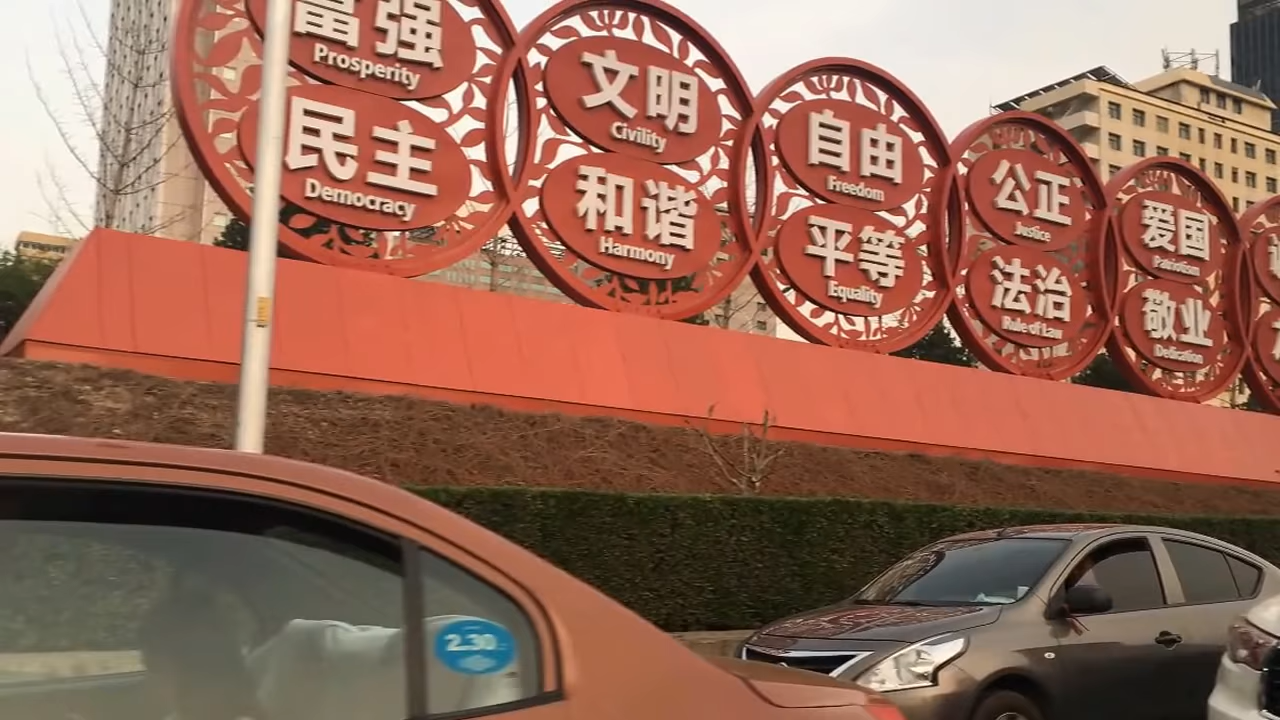 富强
Prosperity
民主
Democracy
文明
Civility
和谐
Harmony
自由
Freedom
平等
Equality
公正
Justice
法治
Rule of Law
爱国
Patriotism
敬业
Dedication
2.30